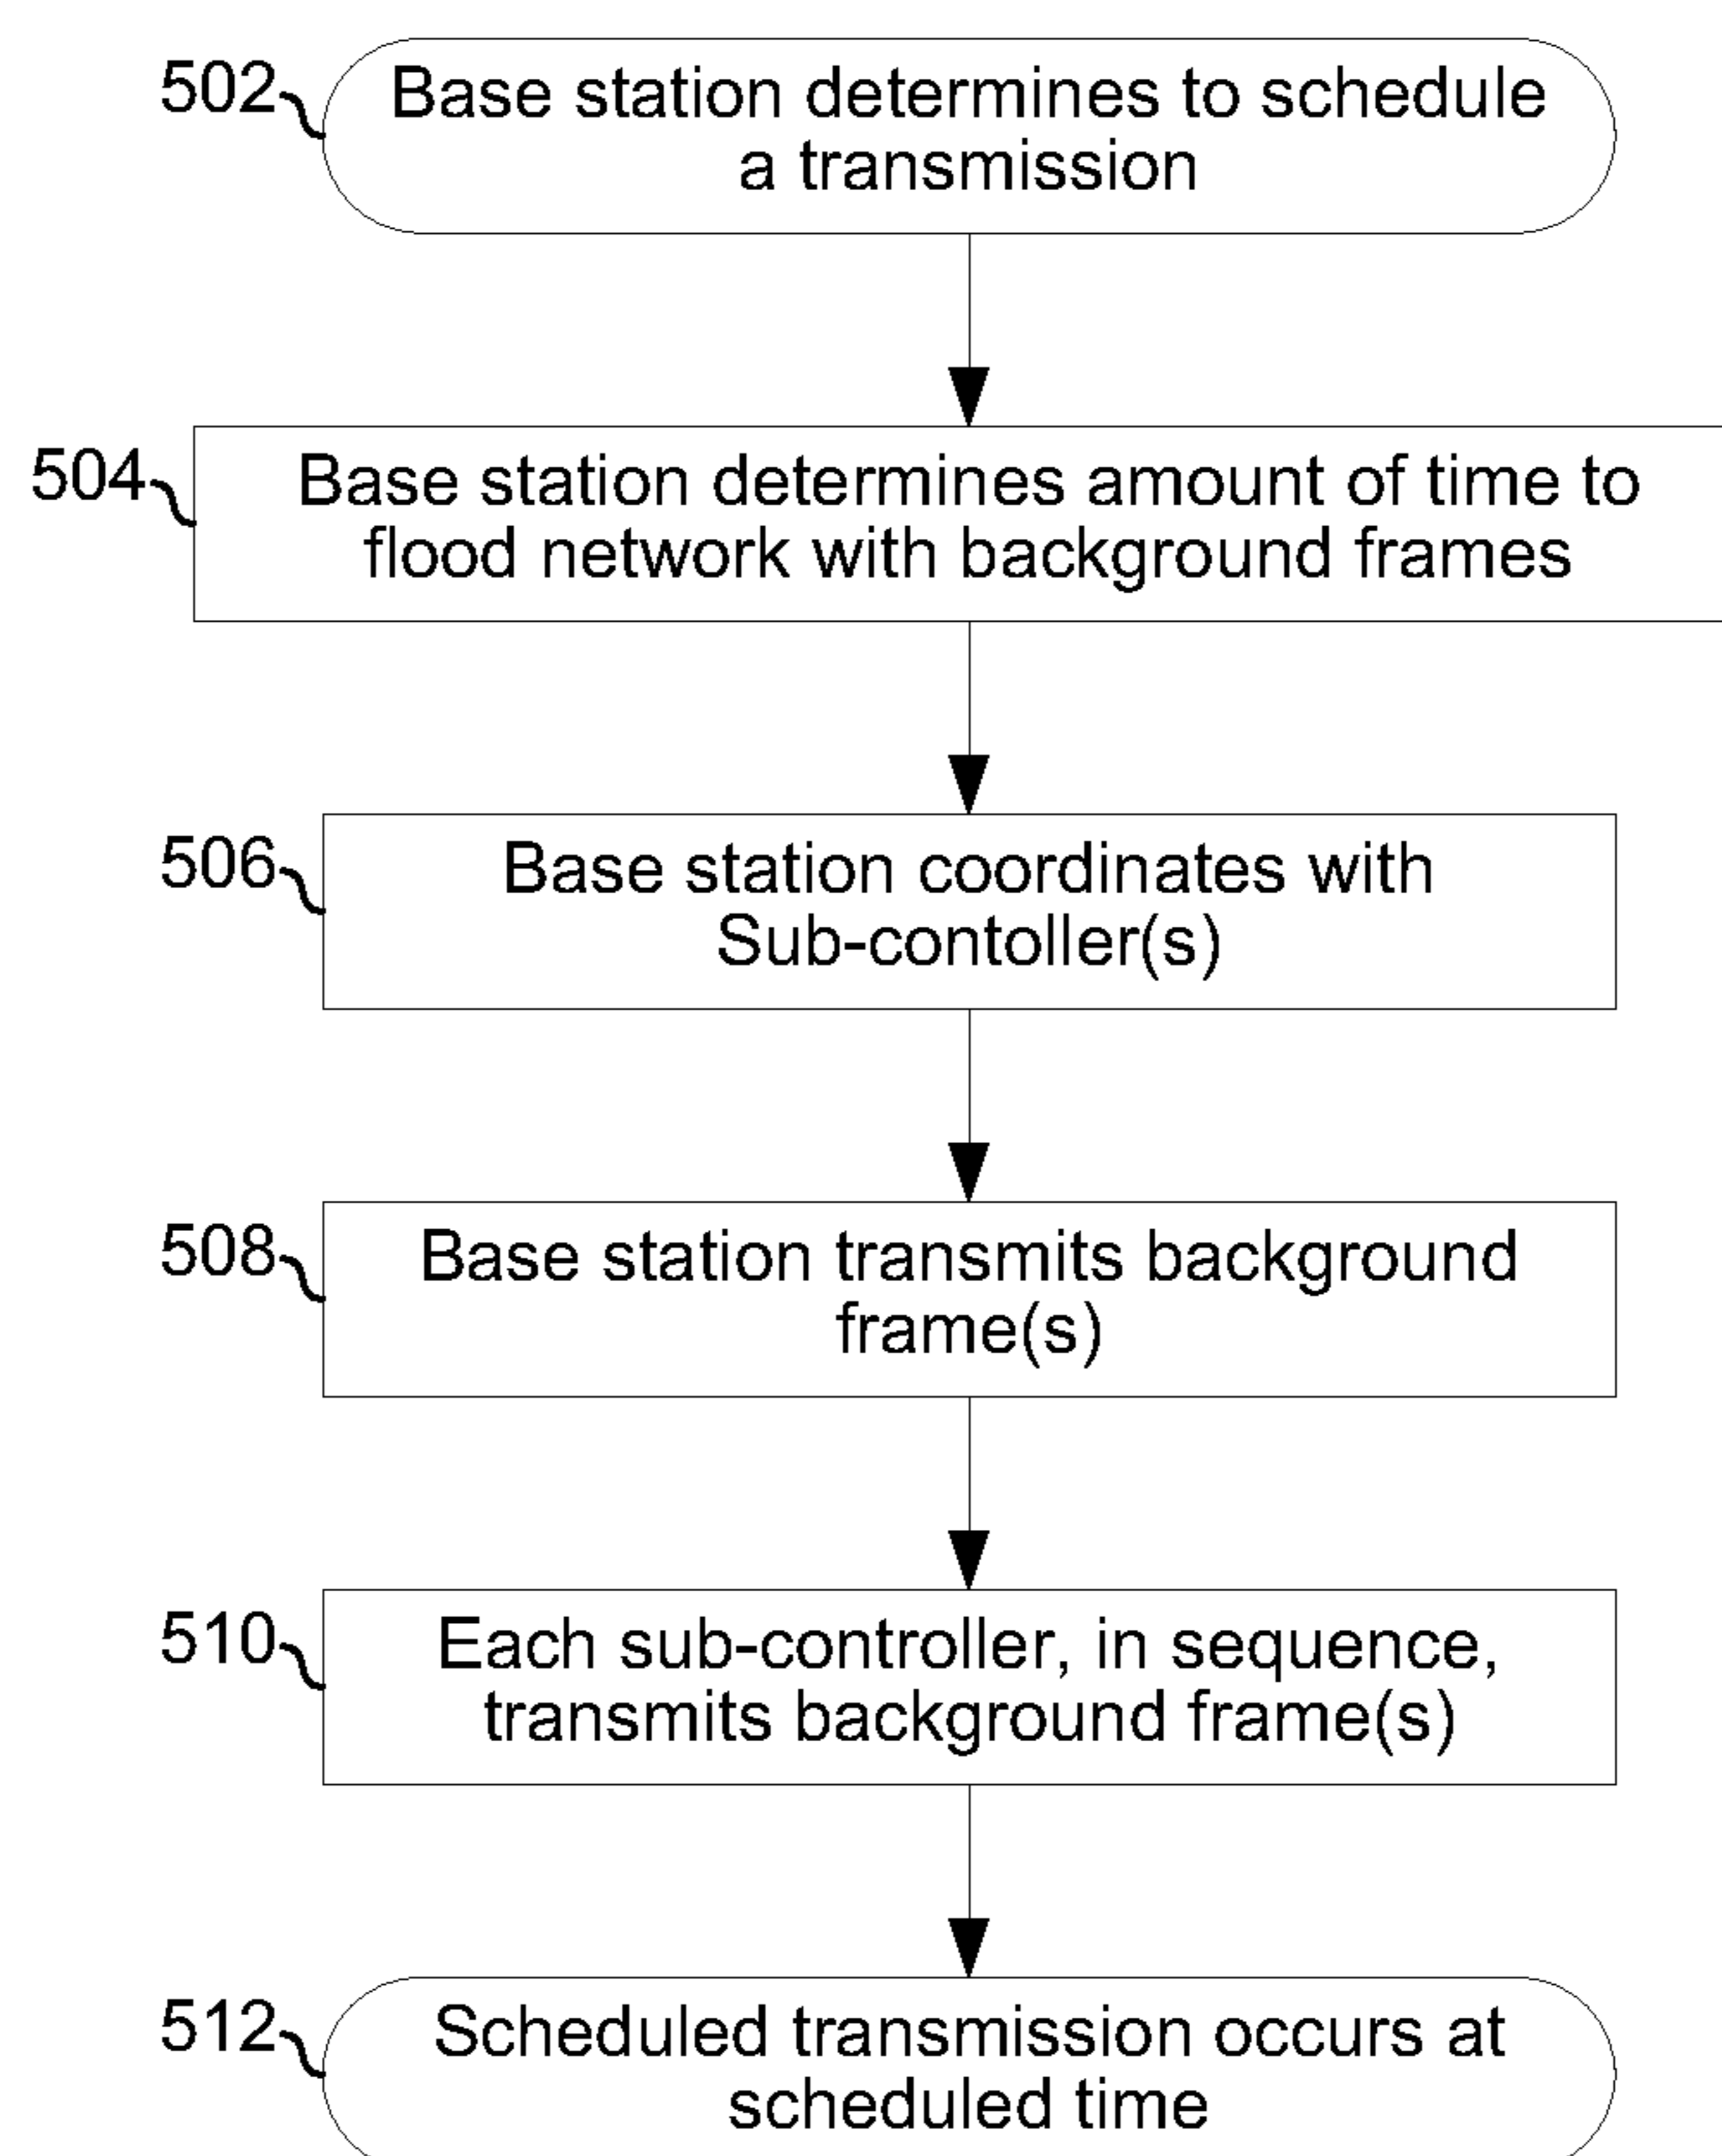 502
Base station determines to schedule
a transmission
504
Base station determines amount of time to
flood network with background frames
506
Base station coordinates with
Sub-contoller(s)
508
Base station transmits background
frame(s)
510
Each sub-controller, in sequence,
transmits background frame(s)
512
Scheduled transmission occurs at
scheduled time